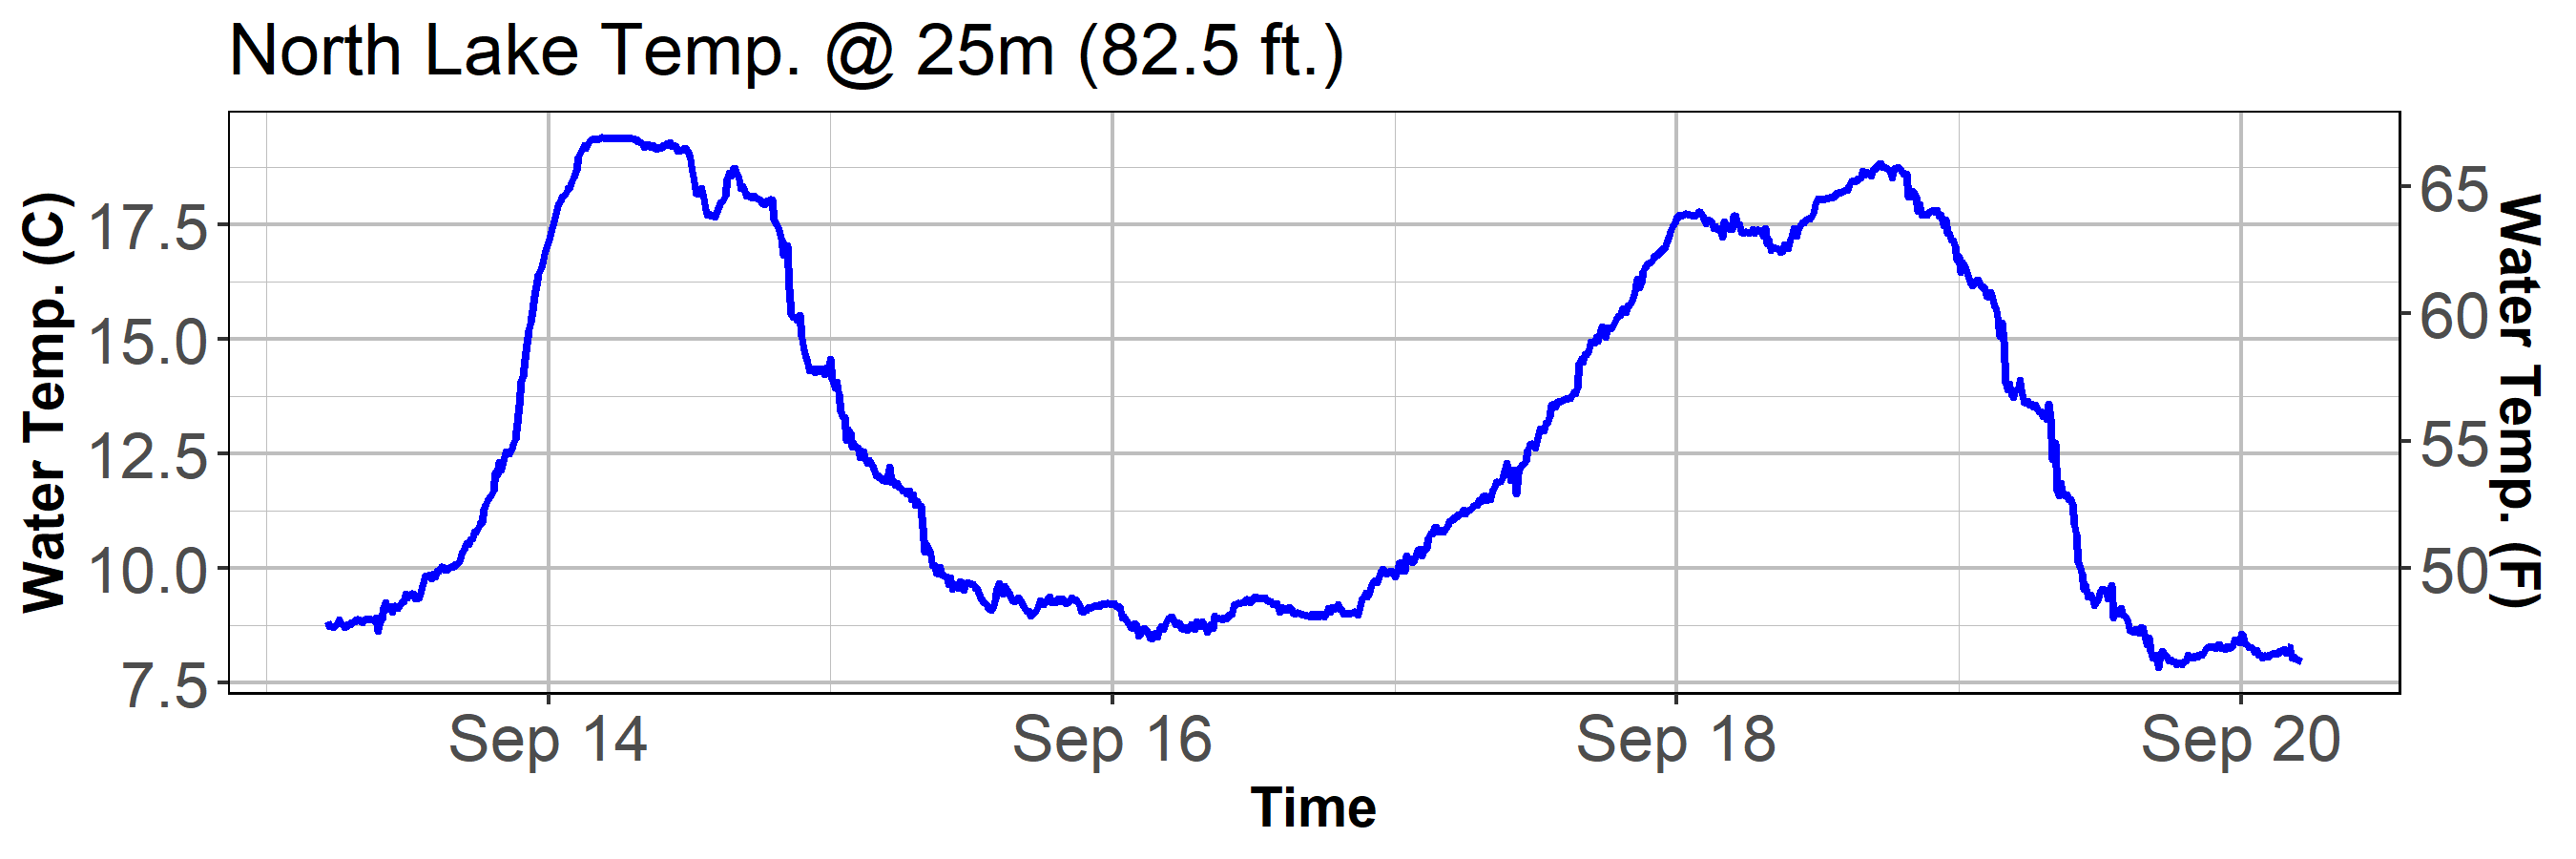 North Lake Temp. @ 25m (82.5 ft.)
Water Temp. (C)
17.5
15.0
12.5
10.0
7.5
65
60
55
50
Water Temp. (F)
Sep 14 Sep 16 Sep 18 Sep 20
Time